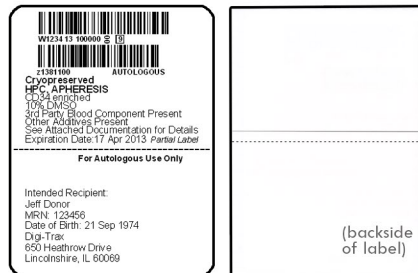 W1234 13 100000 8 9
z1381100 AUTOLOGOUS
Cryopreserved
HPC, APHERESIS
CD34 enriched
10% DMSO
3rd Party Blood Component Present
Other Additives Present
See Attached Documentation for Details
Expiration Date:17 Apr 2013 Partial Label
For Autologous Use Only
Intended Recipient:
Jeff Donor
MRN: 123456
Date of Birth: 21 Sep 1974
Digi-Trax
650 Heathrow Drive
Lincolnshire, IL 60069
(backside
of label)